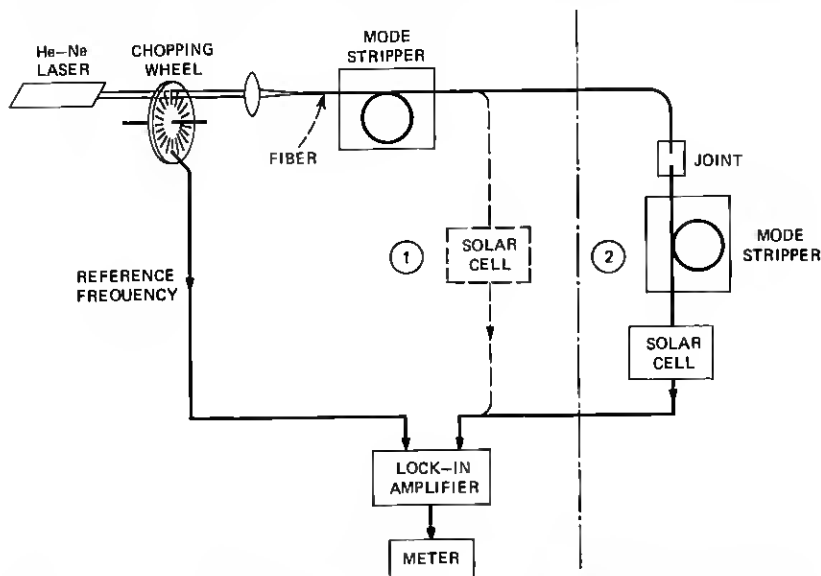 He-Ne
LASER
CHOPPING
WHEEL
MODE
STRIPPER
FIBER
JOINT
1
SOLAR
CELL
2
MODE
STRIPPER
REFERENCE
FREQUENCY
SOLAR
CELL
LOCK-IN
AMPLIFIER
METER